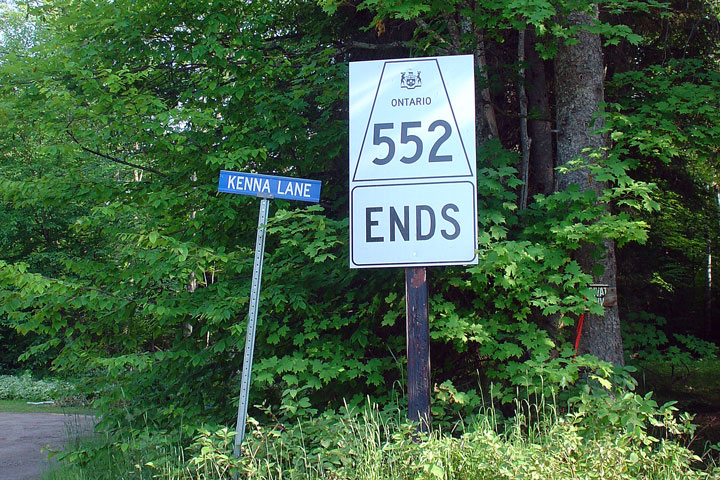 KENNA LANE
ONTARIO
552
ENDS